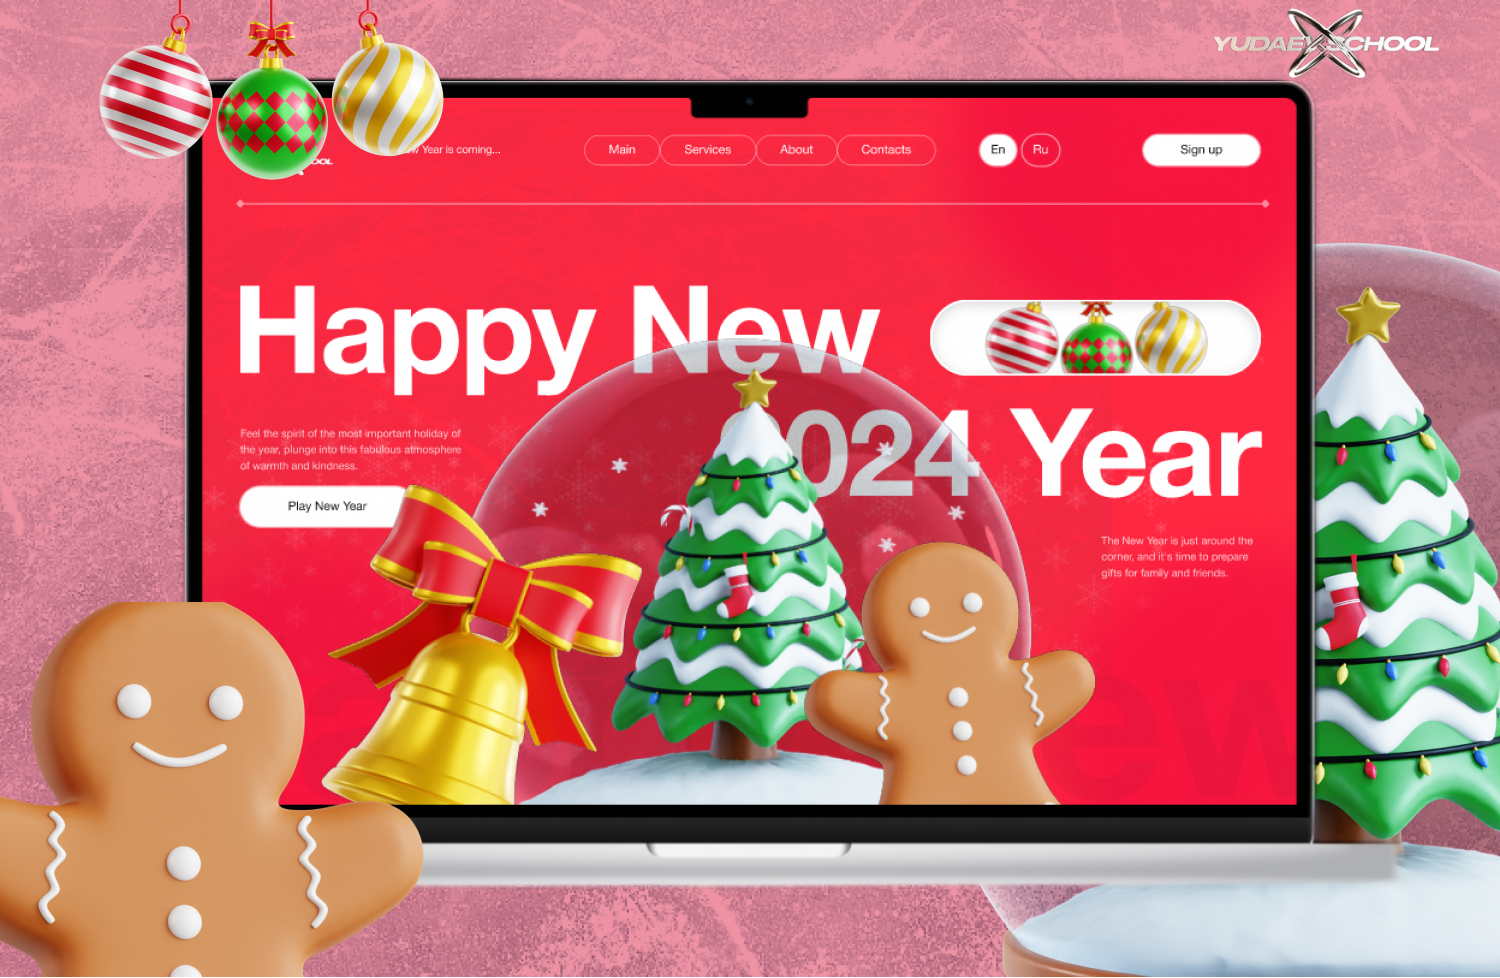 YUDAEV SCHOOL
Year is coming...
Main
Services
About
Contacts
En
Ru
Sign up
Happy New
2024 Year
Feel the spirit of the most important holiday of
the year, plunge into this fabulous atmosphere
of warmth and kindness.
Play New Year
The New Year is just around the
corner, and it's time to prepare
gifts for family and friends.